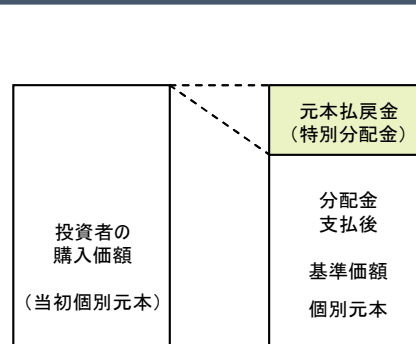 投資者の
購入価額
（当初個別元本）
元本払戻金
（特別分配金）
分配金
支払後
基準価額
個別元本